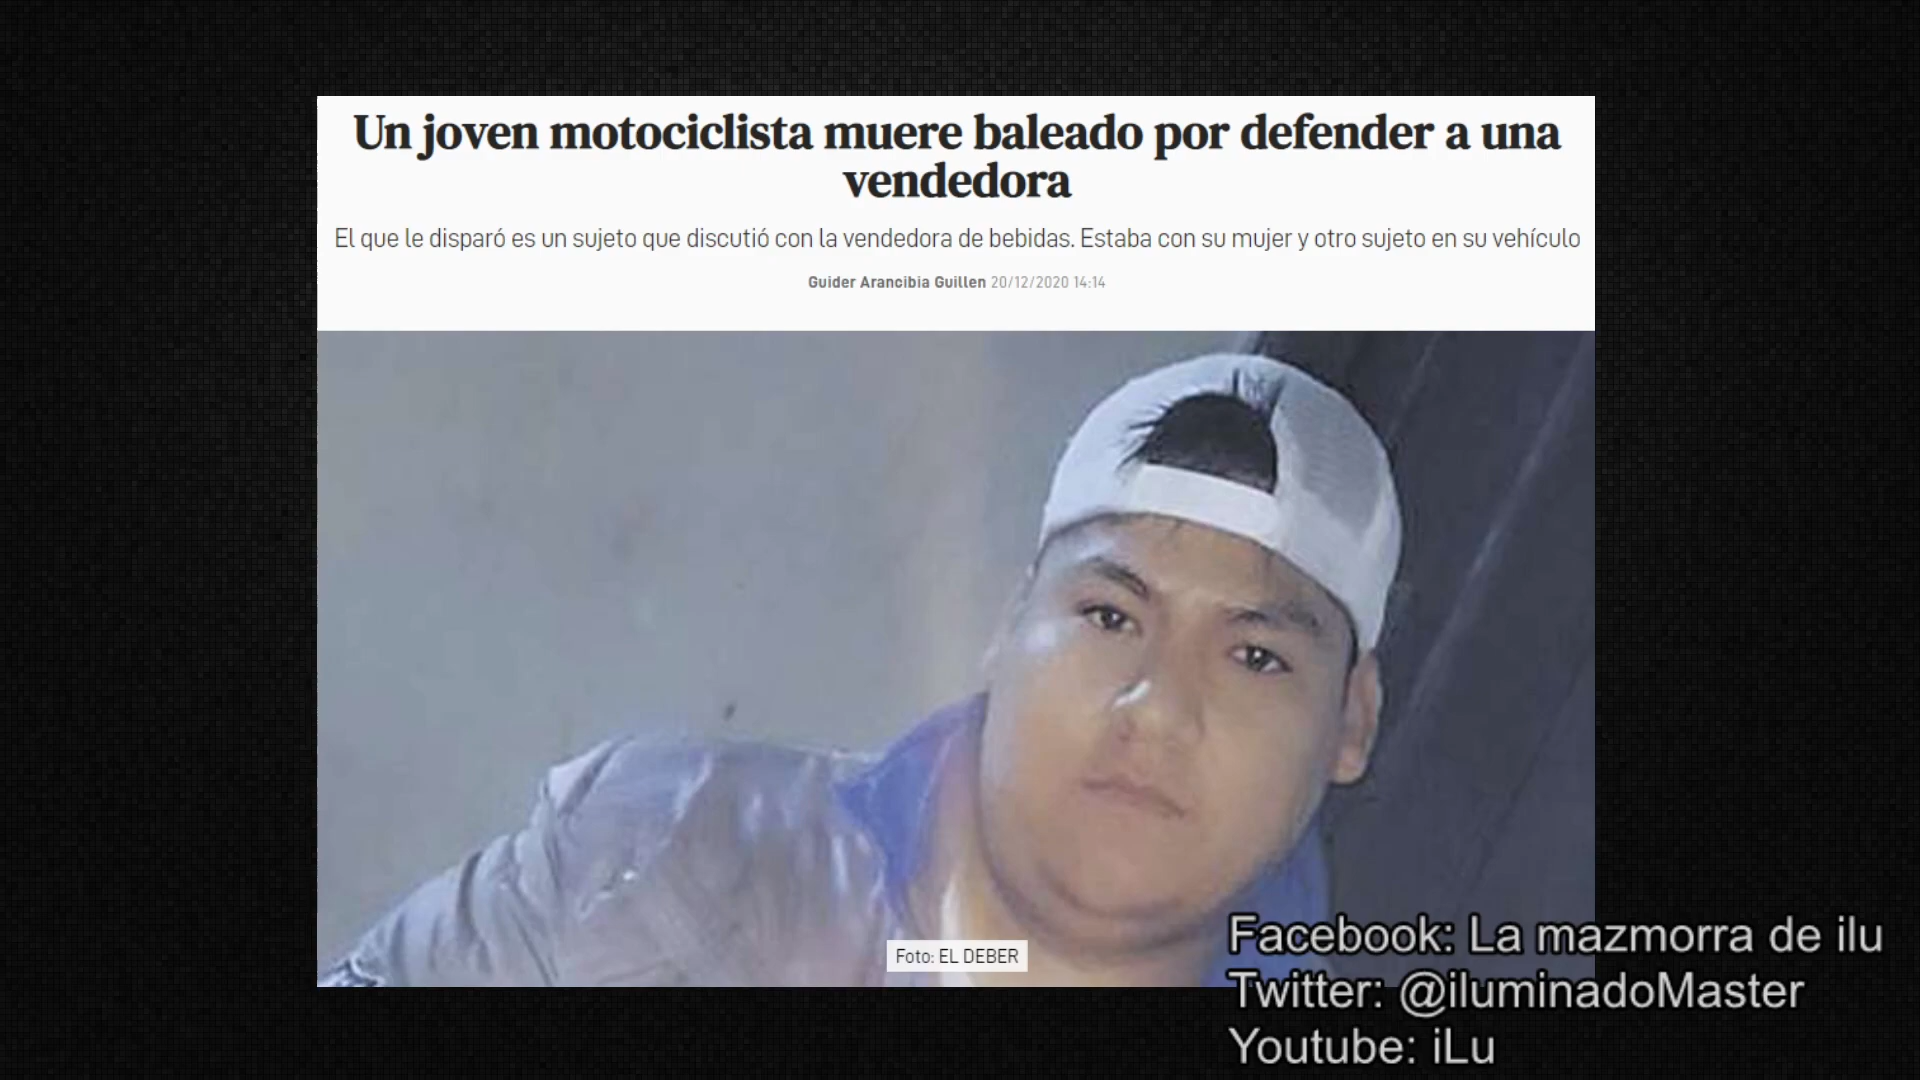 Un joven motociclista muere baleado por defender a una
vendedora
El que le disparó es un sujeto que discutió con la vendedora de bebidas. Estaba con su mujer y otro sujeto en su vehículo
Guider Arancibia Guillen 20/12/2020 14:14
Foto: EL DEBER
Facebook: La mazmorra de ilu
Twitter: @iluminadoMaster
Youtube: iLu